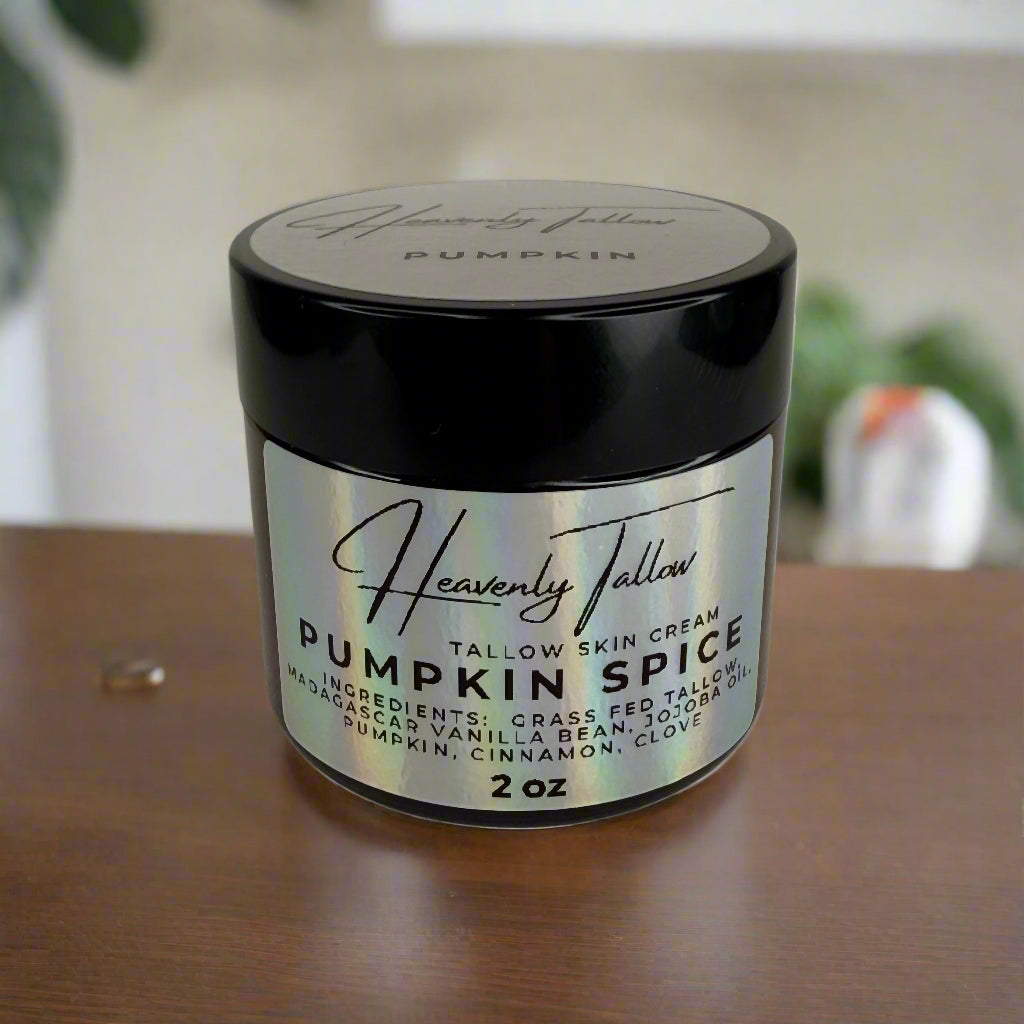 Heavenly Tallow
PUMPKIN
Heavenly Tallow
TALLOW SKIN CREAM
PUMPKIN SPICE
INGREDIENTS: GRASS FED TALLOW,
MADAGASCAR VANILLA BEAN, JOJOBA OIL,
PUMPKIN, CINNAMON, CLOVE
2 oz